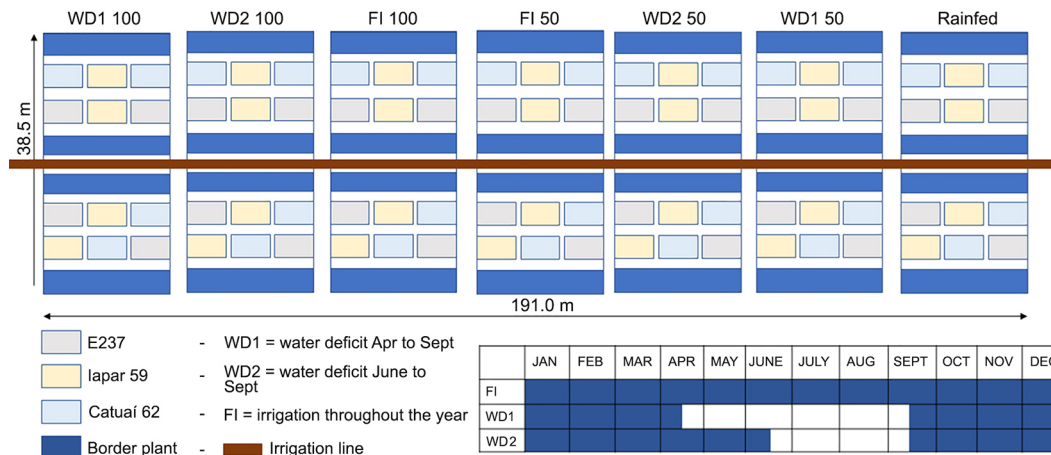 WD1 100 WD2 100 FI 100 FI 50 WD2 50 WD1 50 Rainfed
38.5 m
191.0 m
E237 - WD1 = water deficit Apr to Sept
Iapar 59 - WD2 = water deficit June to
Sept
Catuaí 62 - FI = irrigation throughout the year
Border plant - Irrigation line
JAN FEB MAR APR MAY JUNE JULY AUG SEPT OCT NOV DEC
FI
WD1
WD2